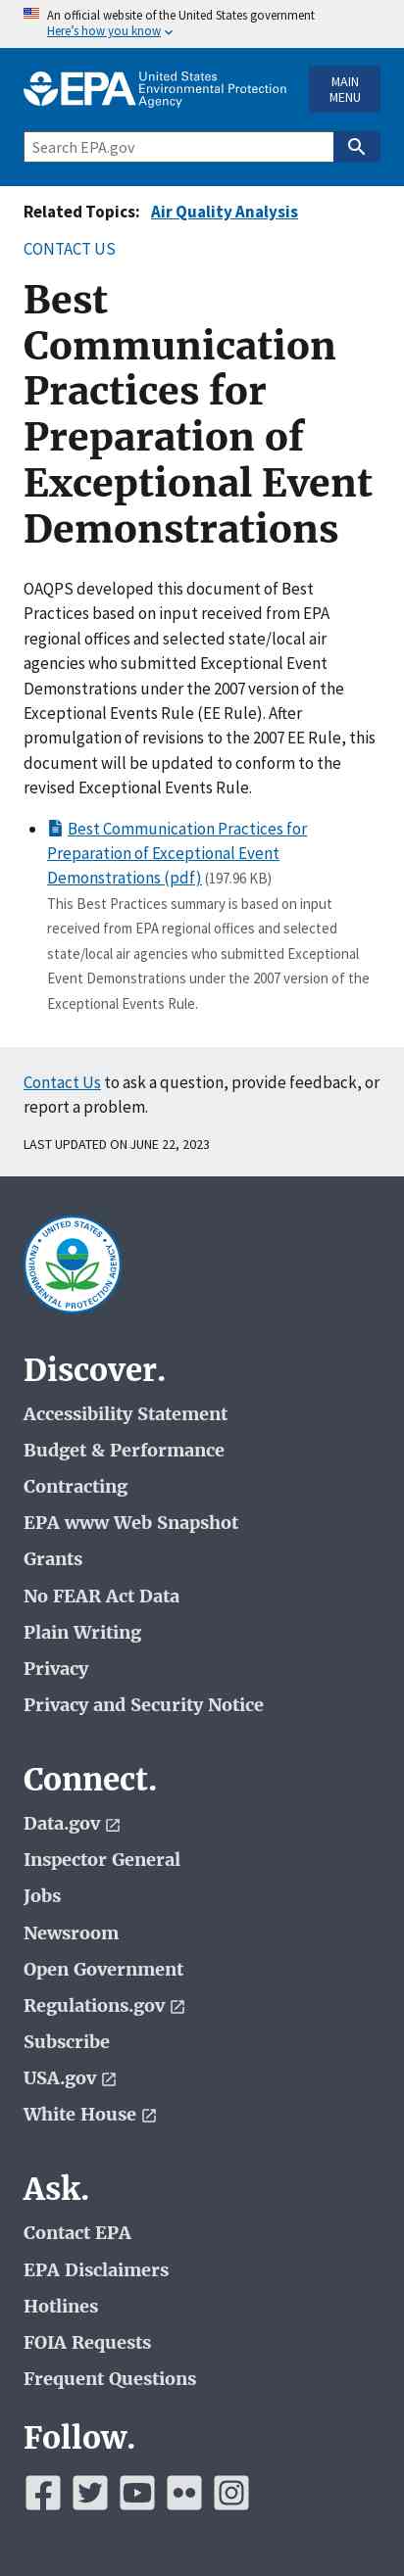 An official website of the United States government
Here's how you know
EPA United States
Environmental Protection
Agency
MAIN
MENU
Search EPA.gov
Related Topics: Air Quality Analysis
CONTACT US
Best
Communication
Practices for
Preparation of
Exceptional Event
Demonstrations
OAQPS developed this document of Best
Practices based on input received from EPA
regional offices and selected state/local air
agencies who submitted Exceptional Event
Demonstrations under the 2007 version of the
Exceptional Events Rule (EE Rule). After
promulgation of revisions to the 2007 EE Rule, this
document will be updated to conform to the
revised Exceptional Events Rule.
Best Communication Practices for
Preparation of Exceptional Event
Demonstrations (pdf) (197.96 KB)
This Best Practices summary is based on input
received from EPA regional offices and selected
state/local air agencies who submitted Exceptional
Event Demonstrations under the 2007 version of the
Exceptional Events Rule.
Contact Us to ask a question, provide feedback, or
report a problem.
LAST UPDATED ON JUNE 22, 2023
UNITED STATES
ENVIRONMENTAL PROTECTION AGENCY
Discover.
Accessibility Statement
Budget & Performance
Contracting
EPA www Web Snapshot
Grants
No FEAR Act Data
Plain Writing
Privacy
Privacy and Security Notice
Connect.
Data.gov
Inspector General
Jobs
Newsroom
Open Government
Regulations.gov
Subscribe
USA.gov
White House
Ask.
Contact EPA
EPA Disclaimers
Hotlines
FOIA Requests
Frequent Questions
Follow.